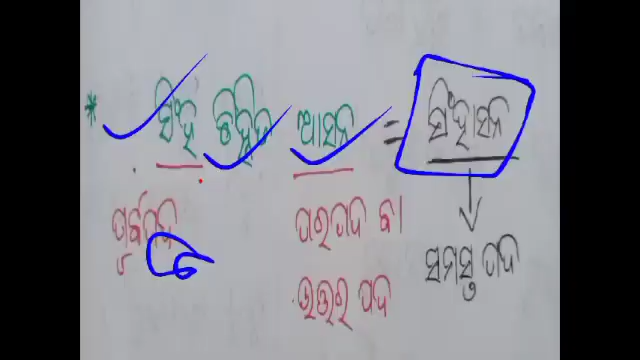 * ସିଂହ ଚିହ୍ନିତ ଆସନ = ସିଂହାସନ
ପୂର୍ବପଦ ପରପଦ ବା ସମସ୍ତ ପଦ
ଉତ୍ତର ପଦ